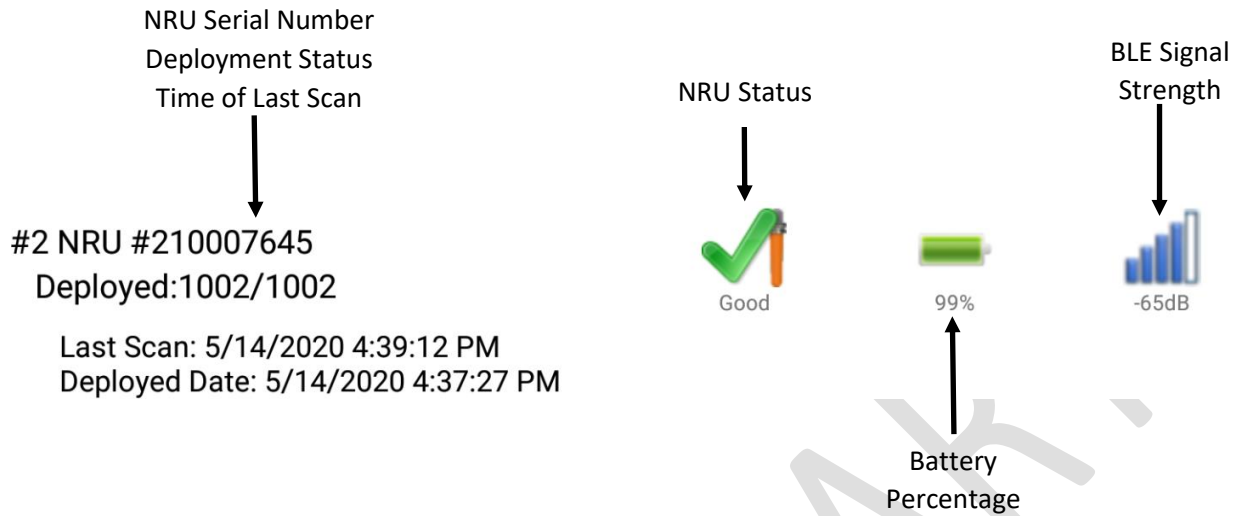 NRU Serial Number
Deployment Status
Time of Last Scan
NRU Status
BLE Signal
Strength
#2 NRU #210007645
Deployed:1002/1002
Last Scan: 5/14/2020 4:39:12 PM
Deployed Date: 5/14/2020 4:37:27 PM
Good
99%
-65dB
Battery
Percentage